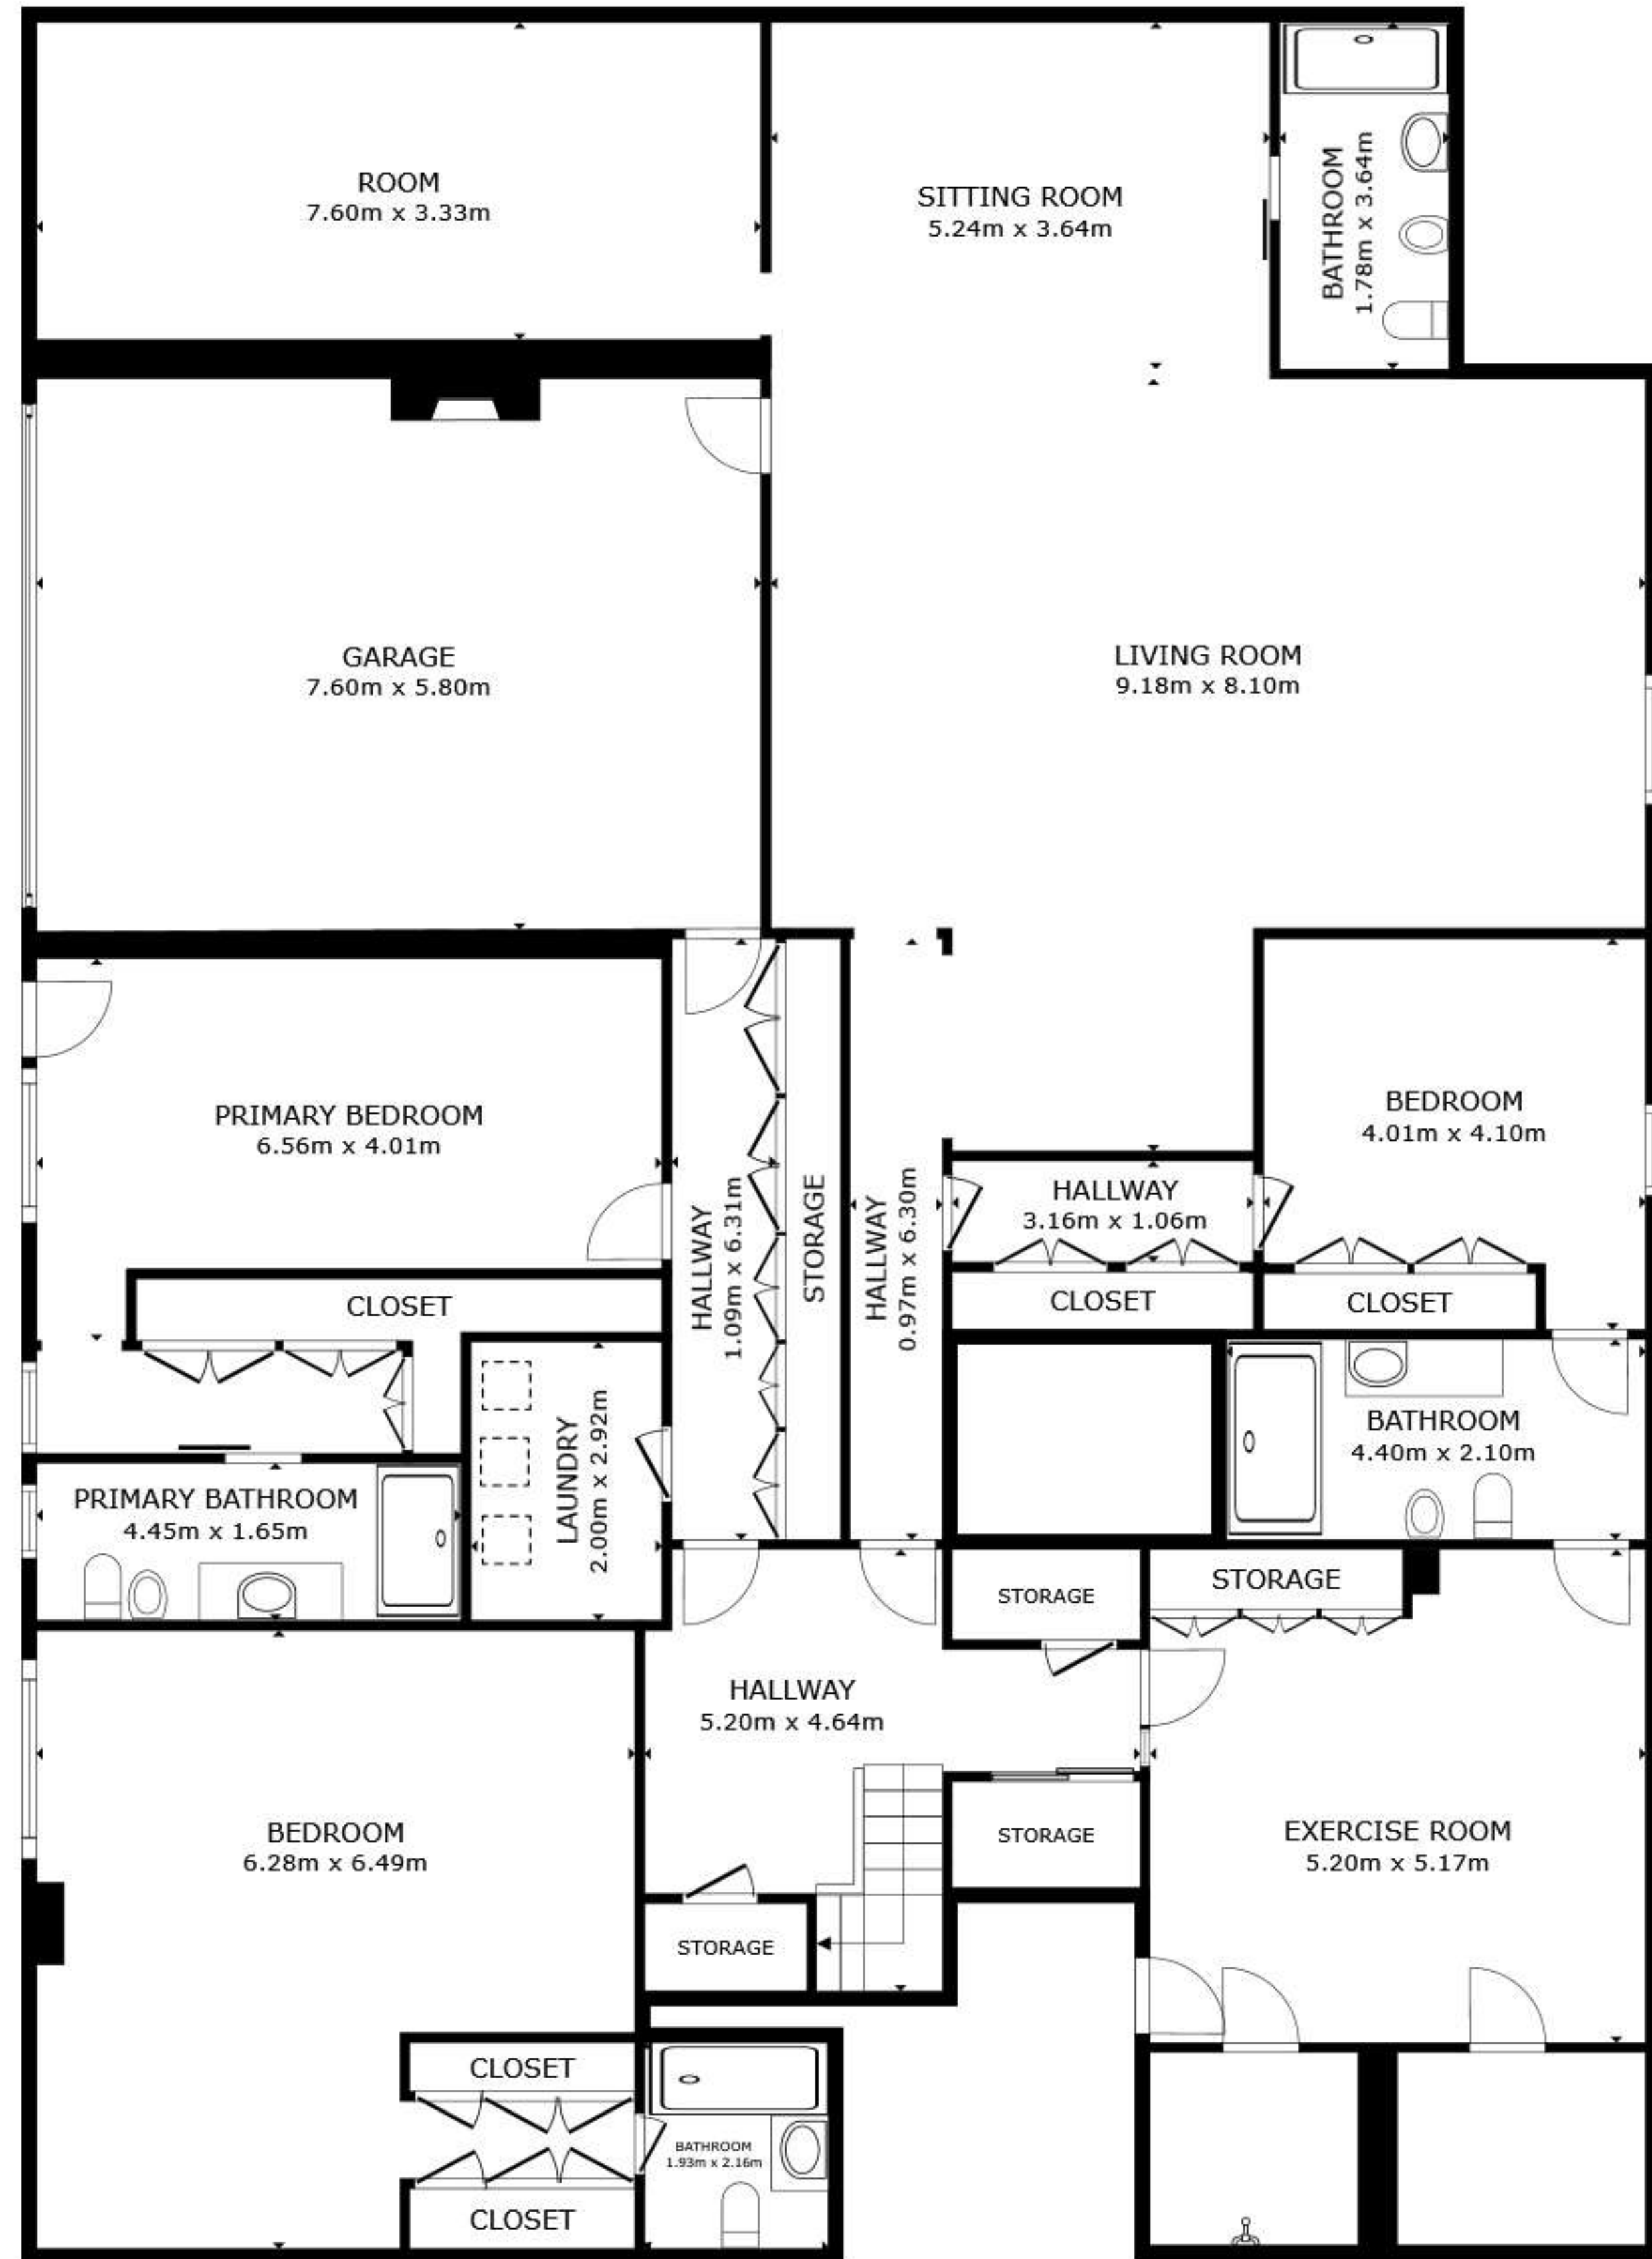 ROOM
7.60m x 3.33m
SITTING ROOM
5.24m x 3.64m
BATHROOM
1.78m x 3.64m
GARAGE
7.60m x 5.80m
LIVING ROOM
9.18m x 8.10m
PRIMARY BEDROOM
6.56m x 4.01m
HALLWAY
1.09m x 6.31m
STORAGE
HALLWAY
0.97m x 6.30m
HALLWAY
3.16m x 1.06m
CLOSET
BEDROOM
4.01m x 4.10m
CLOSET
CLOSET
LAUNDRY
2.00m x 2.92m
BATHROOM
4.40m x 2.10m
PRIMARY BATHROOM
4.45m x 1.65m
STORAGE
STORAGE
HALLWAY
5.20m x 4.64m
BEDROOM
6.28m x 6.49m
STORAGE
EXERCISE ROOM
5.20m x 5.17m
STORAGE
CLOSET
BATHROOM
1.93m x 2.16m
CLOSET